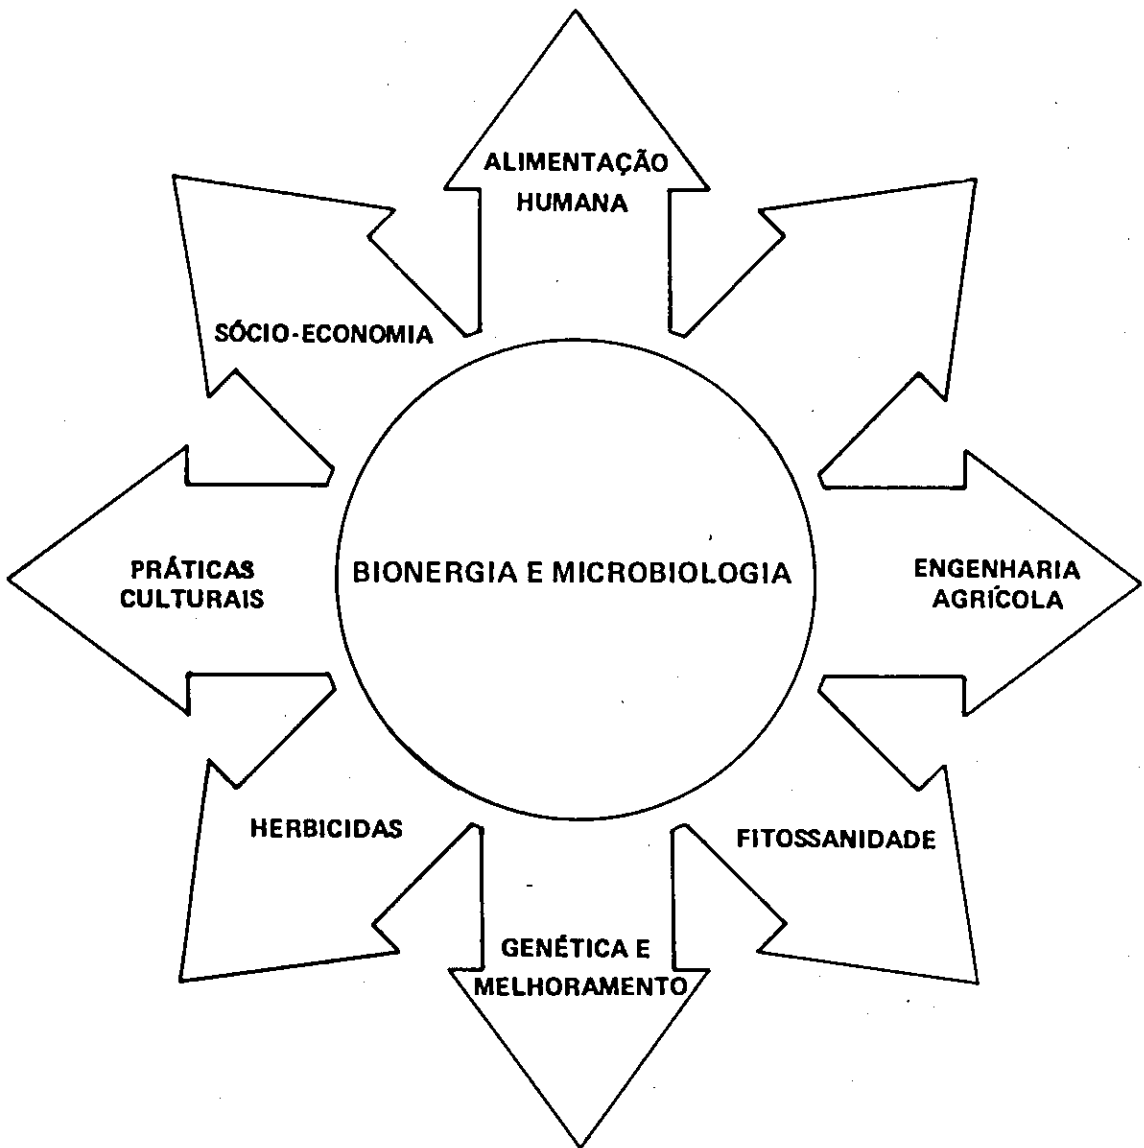 ALIMENTAÇÃO
HUMANA
SÓCIO-ECONOMIA
PRÁTICAS
CULTURAIS
BIONERGIA E MICROBIOLOGIA
ENGENHARIA
AGRÍCOLA
HERBICIDAS
FITOSSANIDADE
GENÉTICA E
MELHORAMENTO